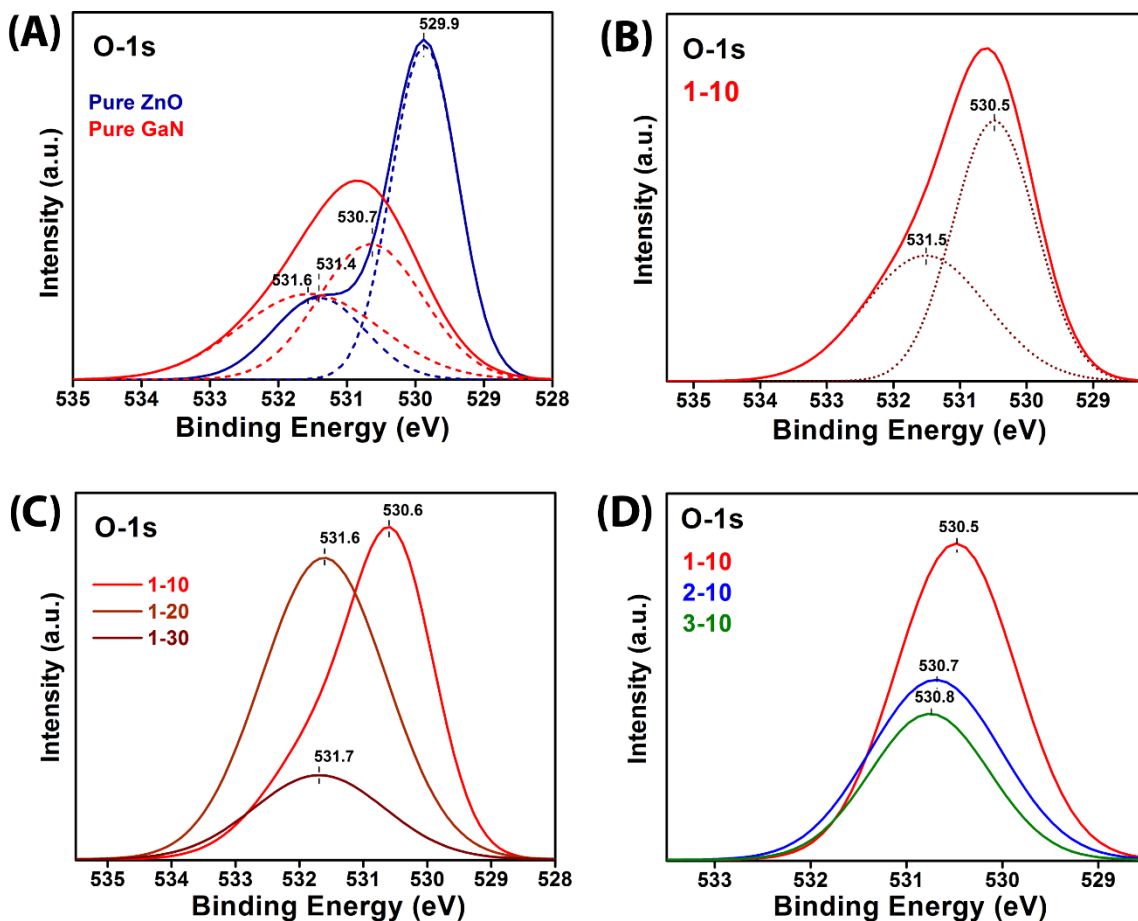 (A)
O-1s
Pure ZnO
Pure GaN
529.9
530.7
531.4
531.6
Intensity (a.u.)
535 534 533 532 531 530 529 528
Binding Energy (eV)
(B)
O-1s
1-10
530.5
531.5
Intensity (a.u.)
535 534 533 532 531 530 529
Binding Energy (eV)
(C)
O-1s
1-10
1-20
1-30
530.6
531.6
531.7
Intensity (a.u.)
535 534 533 532 531 530 529 528
Binding Energy (eV)
(D)
O-1s
1-10
2-10
3-10
530.5
530.7
530.8
Intensity (a.u.)
533 532 531 530 529
Binding Energy (eV)